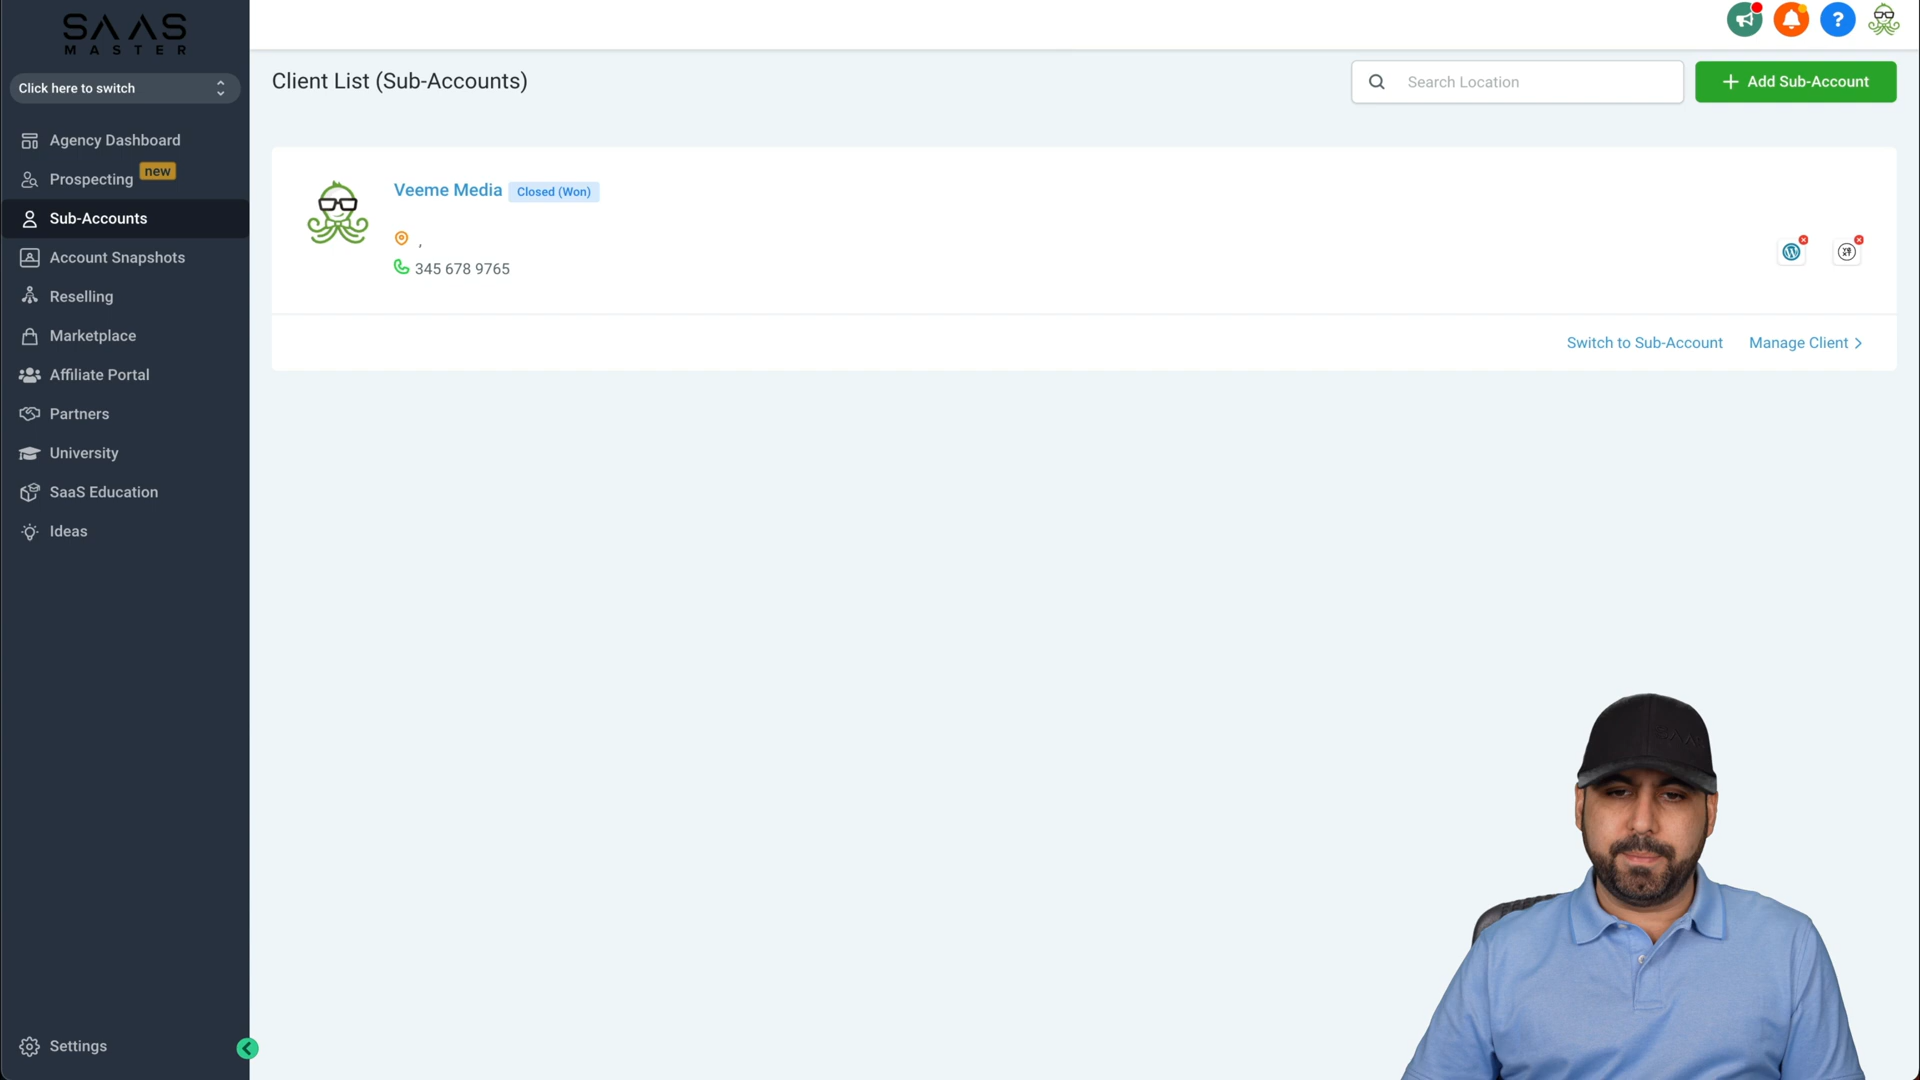 SAAS
MASTER
Click here to switch
Agency Dashboard
Prospecting new
Sub-Accounts
Account Snapshots
Reselling
Marketplace
Affiliate Portal
Partners
University
SaaS Education
Ideas
Settings
Client List (Sub-Accounts)
Search Location
+ Add Sub-Account
?
Veeme Media Closed (Won)
,
345 678 9765
Switch to Sub-Account Manage Client >